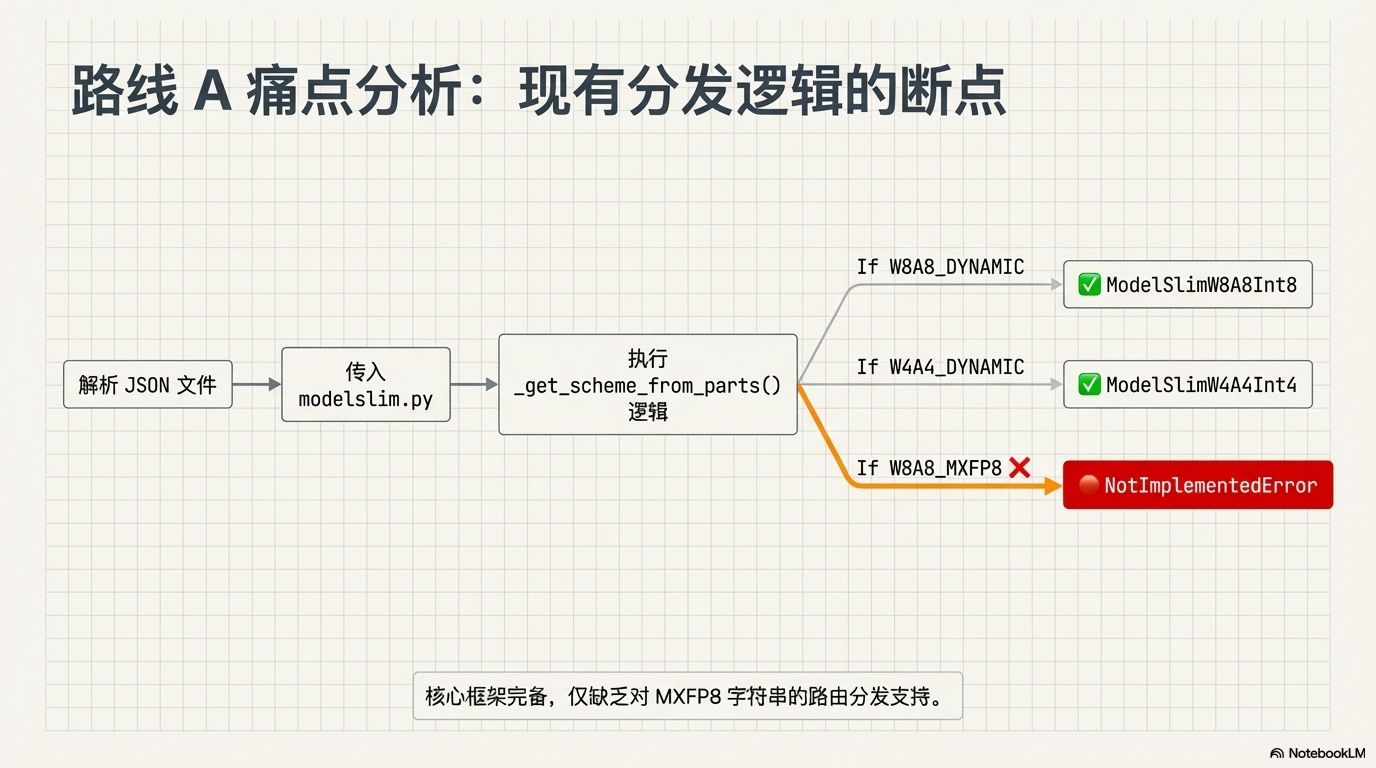 路线 A 痛点分析：现有分发逻辑的断点
解析 JSON 文件
传入
modelslim.py
执行
_get_scheme_from_parts()
逻辑
If W8A8_DYNAMIC
ModelSlimW8A8Int8
If W4A4_DYNAMIC
ModelSlimW4A4Int4
If W8A8_MXFP8
NotImplementedError
核心框架完备，仅缺乏对 MXFP8 字符串的路由分发支持。
NotebookLM